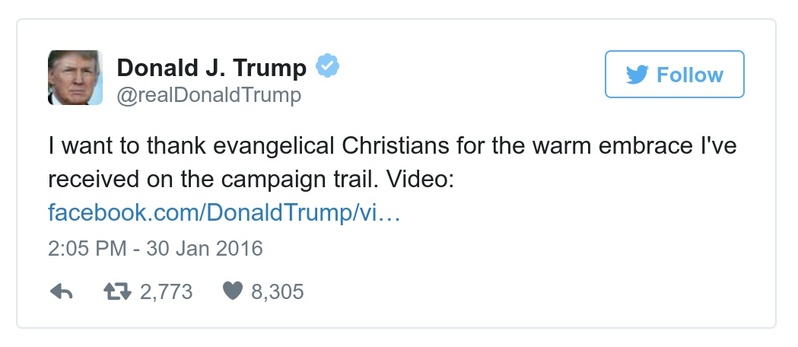 Donald J. Trump
@realDonaldTrump
Follow
I want to thank evangelical Christians for the warm embrace I've
received on the campaign trail. Video:
facebook.com/DonaldTrump/vi…
2:05 PM - 30 Jan 2016
2,773 8,305